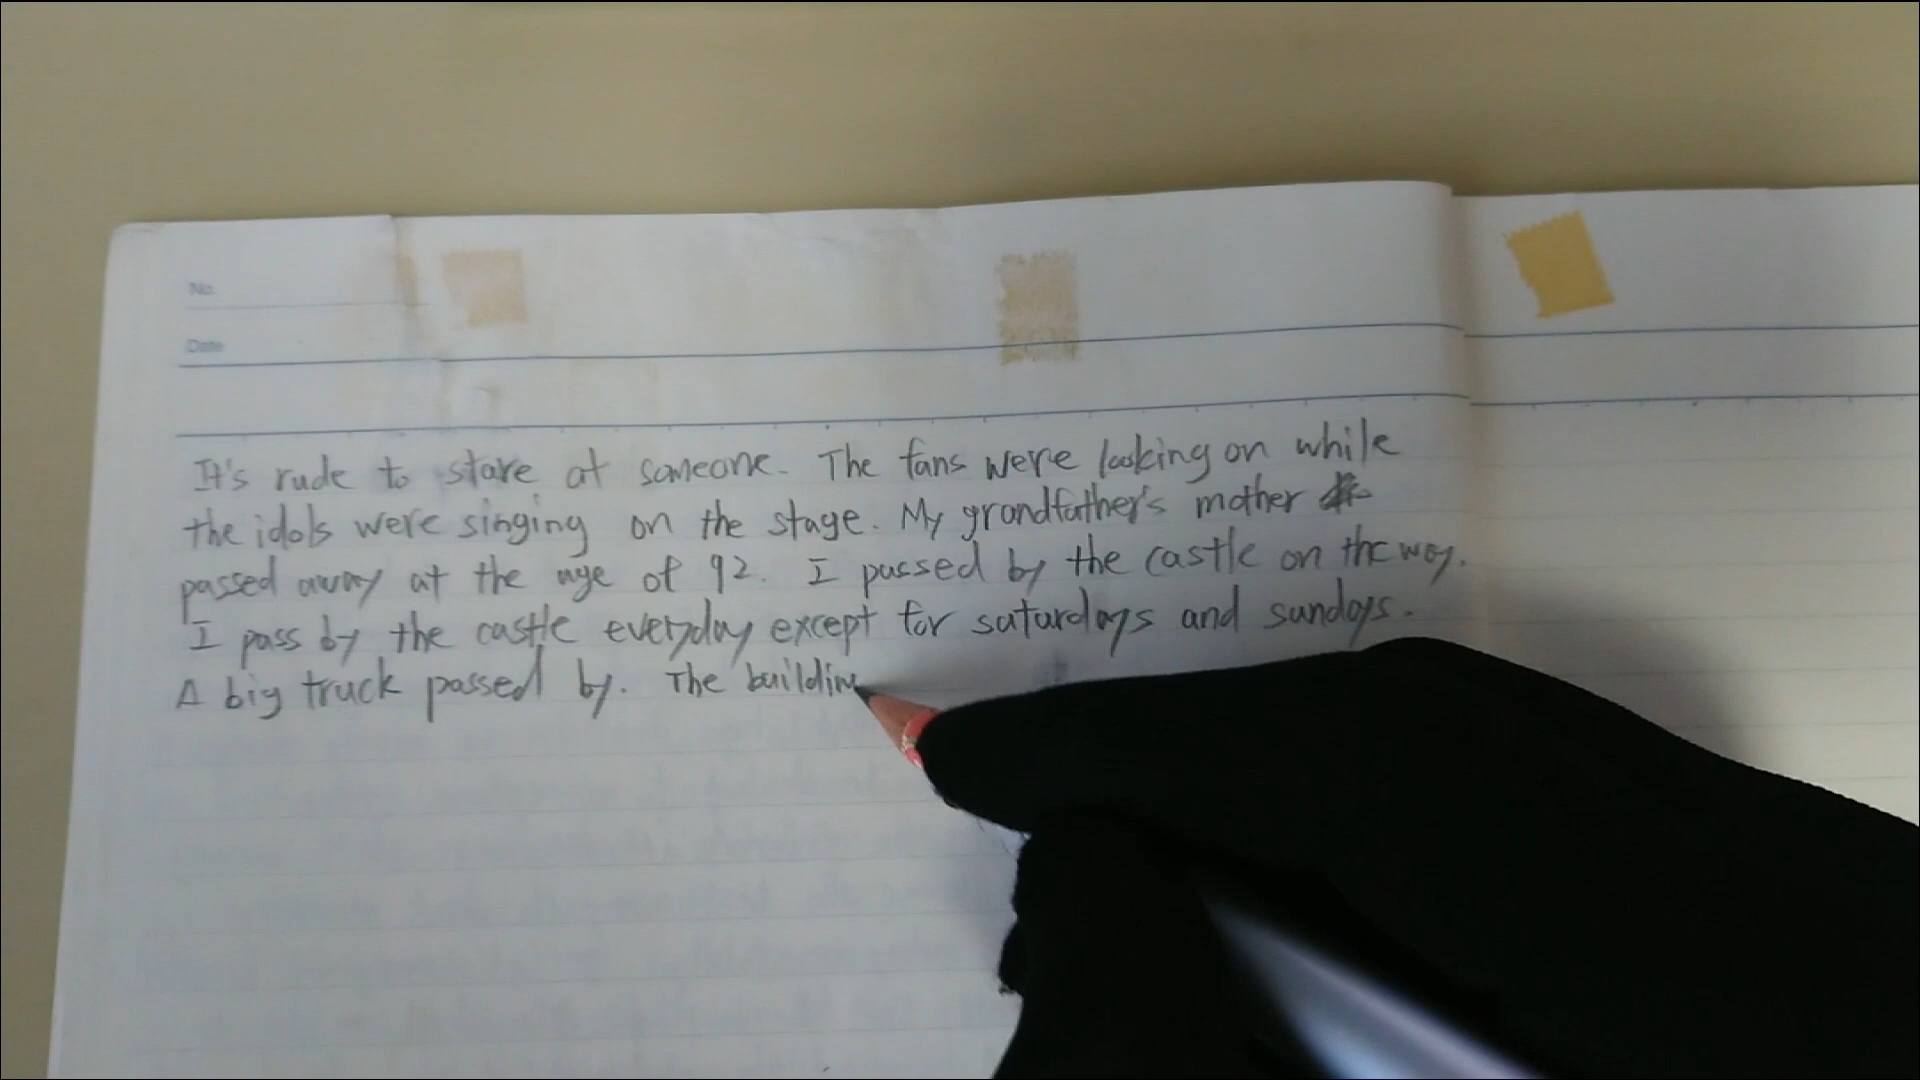 No.
Date
It's rude to stare at someone. The fans were looking on while
the idols were singing on the stage. My grandfather's mother
passed away at the age of 92. I passed by the castle on the way.
I pass by the castle everyday except for saturdays and sundays.
A big truck passed by. The buildin